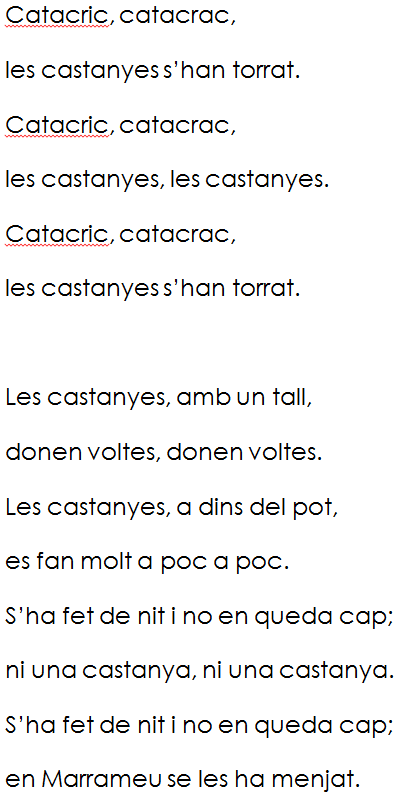 Catacric, catacrac,
les castanyes s’han torrat.
Catacric, catacrac,
les castanyes, les castanyes.
Catacric, catacrac,
les castanyes s’han torrat.
Les castanyes, amb un tall,
donen voltes, donen voltes.
Les castanyes, a dins del pot,
es fan molt a poc a poc.
S’ha fet de nit i no en queda cap;
ni una castanya, ni una castanya.
S’ha fet de nit i no en queda cap;
en Marrameu se les ha menjat.